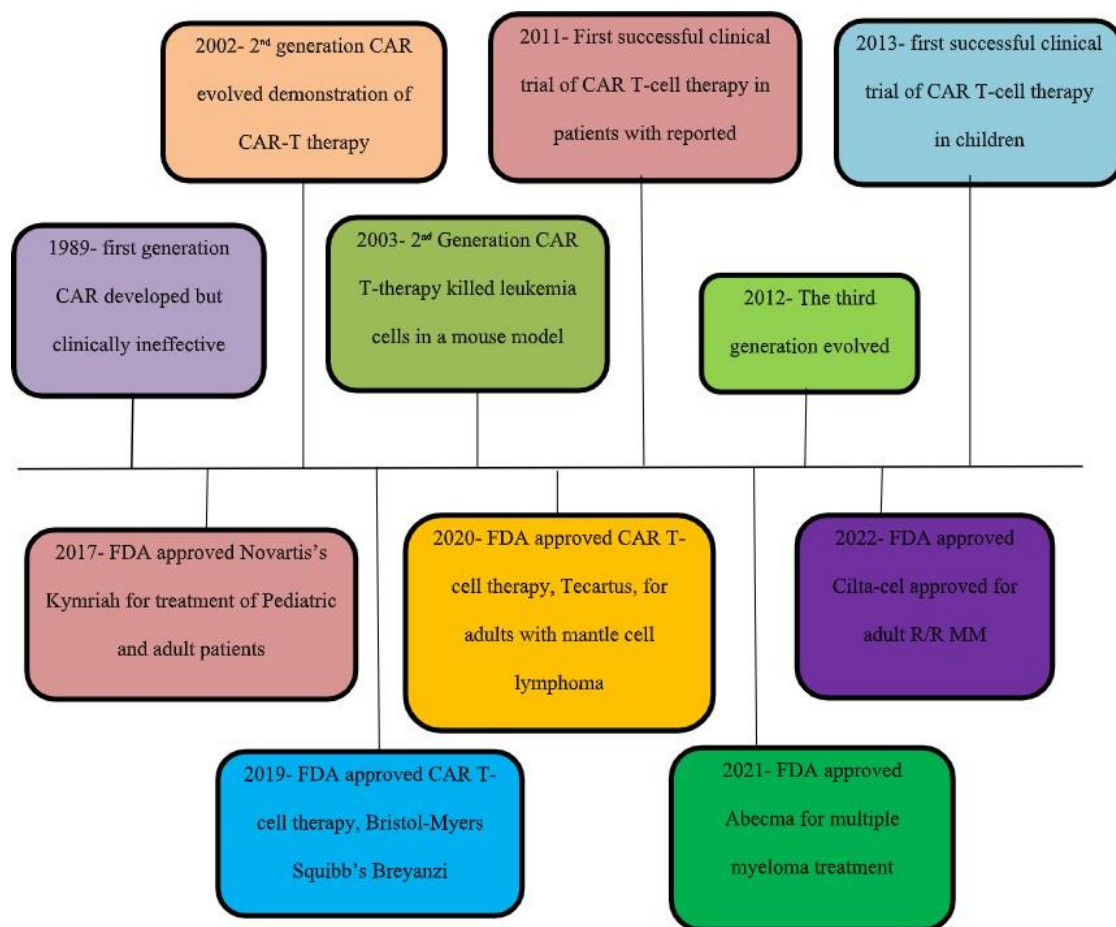 2002- 2nd generation CAR
evolved demonstration of
CAR-T therapy
2011- First successful clinical
trial of CAR T-cell therapy in
patients with reported
2013- first successful clinical
trial of CAR T-cell therapy
in children
1989- first generation
CAR developed but
clinically ineffective
2003- 2nd Generation CAR
T-therapy killed leukemia
cells in a mouse model
2012- The third
generation evolved
2017- FDA approved Novartis’s
Kymriah for treatment of Pediatric
and adult patients
2020- FDA approved CAR T-
cell therapy, Tecartus, for
adults with mantle cell
lymphoma
2022- FDA approved
Cilta-cel approved for
adult R/R MM
2019- FDA approved CAR T-
cell therapy, Bristol-Myers
Squibb’s Breyanzi
2021- FDA approved
Abecma for multiple
myeloma treatment